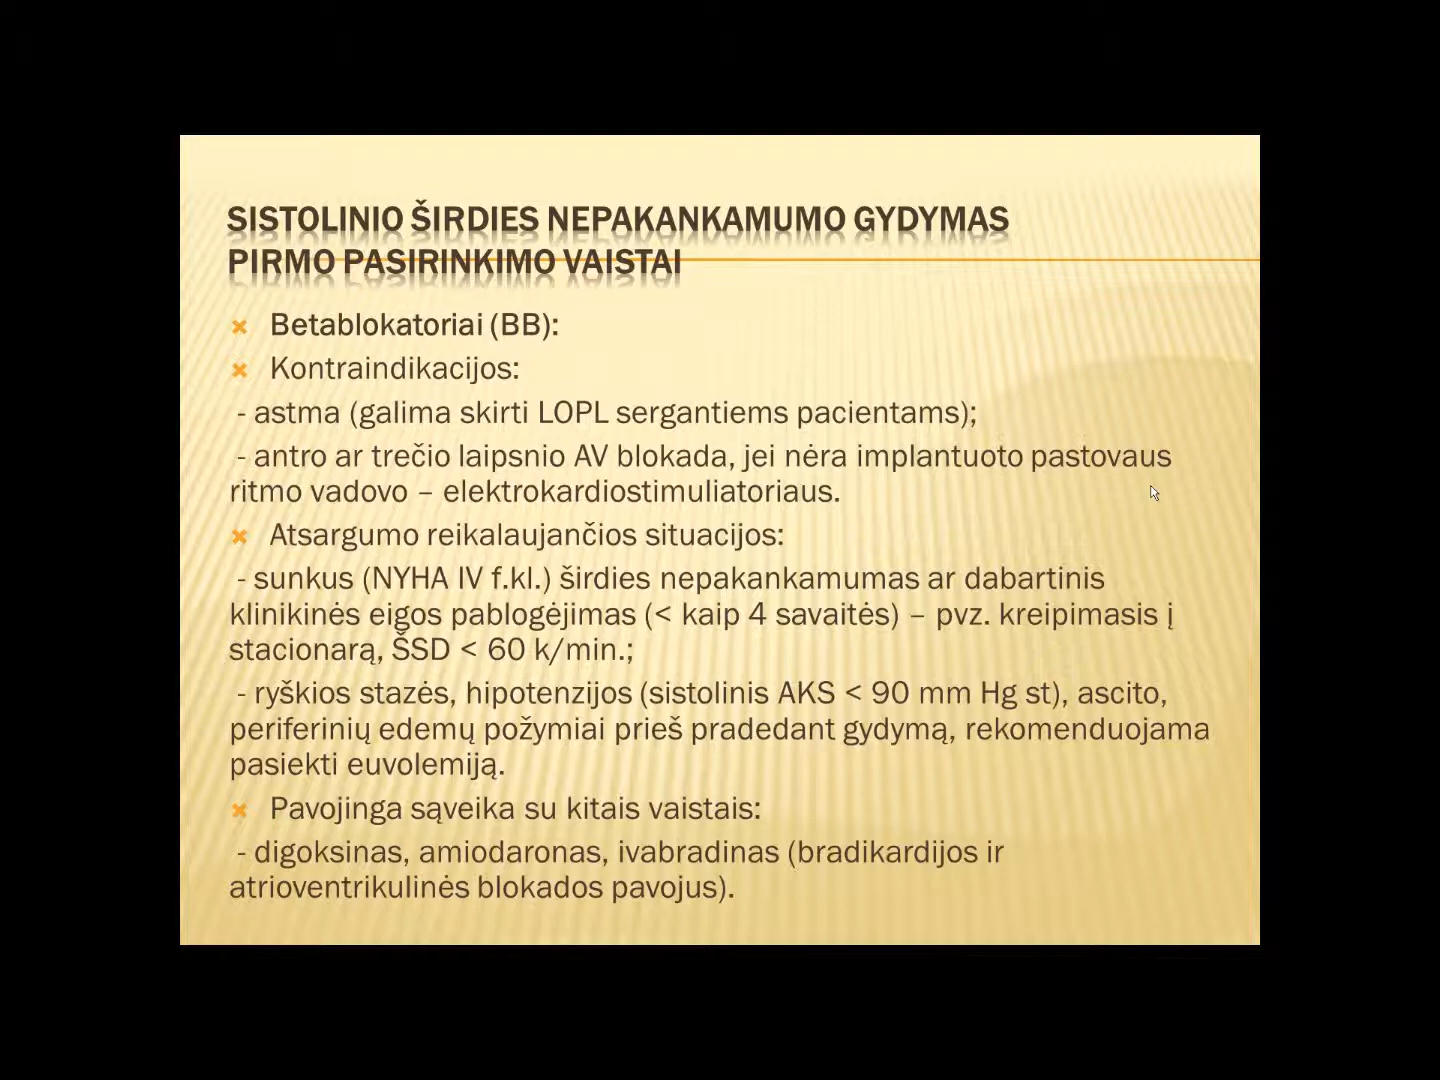 SISTOLINIO ŠIRDIES NEPAKANKAMUMO GYDYMAS
PIRMO PASIRINKIMO VAISTAI
Betablokatoriai (BB):
Kontraindikacijos:
- astma (galima skirti LOPL sergantiems pacientams);
- antro ar trečio laipsnio AV blokada, jei nėra implantuoto pastovaus
ritmo vadovo – elektrokardiostimuliatoriaus.
Atsargumo reikalaujančios situacijos:
- sunkus (NYHA IV f.kl.) širdies nepakankamumas ar dabartinis
klinikinės eigos pablogėjimas (< kaip 4 savaitės) – pvz. kreipimasis į
stacionarą, ŠSD < 60 k/min.;
- ryškios stazės, hipotenzijos (sistolinis AKS < 90 mm Hg st), ascito,
periferinių edemų požymiai prieš pradedant gydymą, rekomenduojama
pasiekti euvolemiją.
Pavojinga sąveika su kitais vaistais:
- digoksinas, amiodaronas, ivabradinas (bradikardijos ir
atrioventrikulinės blokados pavojus).